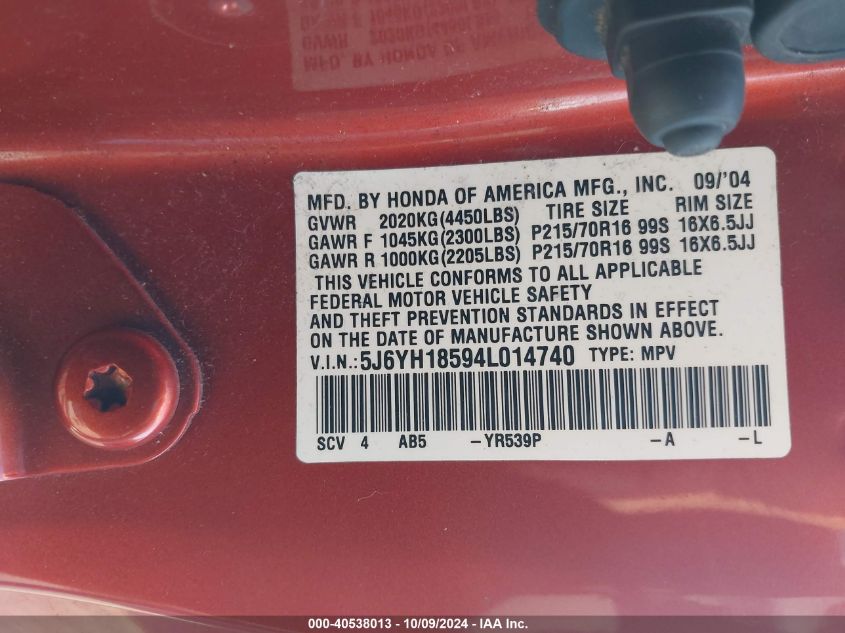 MFD. BY HONDA OF AMERICA MFG., INC. 09/'04
GVWR 2020KG(4450LBS) TIRE SIZE RIM SIZE
GAWR F 1045KG(2300LBS) P215/70R16 99S 16X6.5JJ
GAWR R 1000KG(2205LBS) P215/70R16 99S 16X6.5JJ
THIS VEHICLE CONFORMS TO ALL APPLICABLE
FEDERAL MOTOR VEHICLE SAFETY
AND THEFT PREVENTION STANDARDS IN EFFECT
ON THE DATE OF MANUFACTURE SHOWN ABOVE.
V.I.N.:5J6YH18594L014740 TYPE: MPV
SCV 4 AB5 -YR539P -A -L
000-40538013 - 10/09/2024 - IAA Inc.